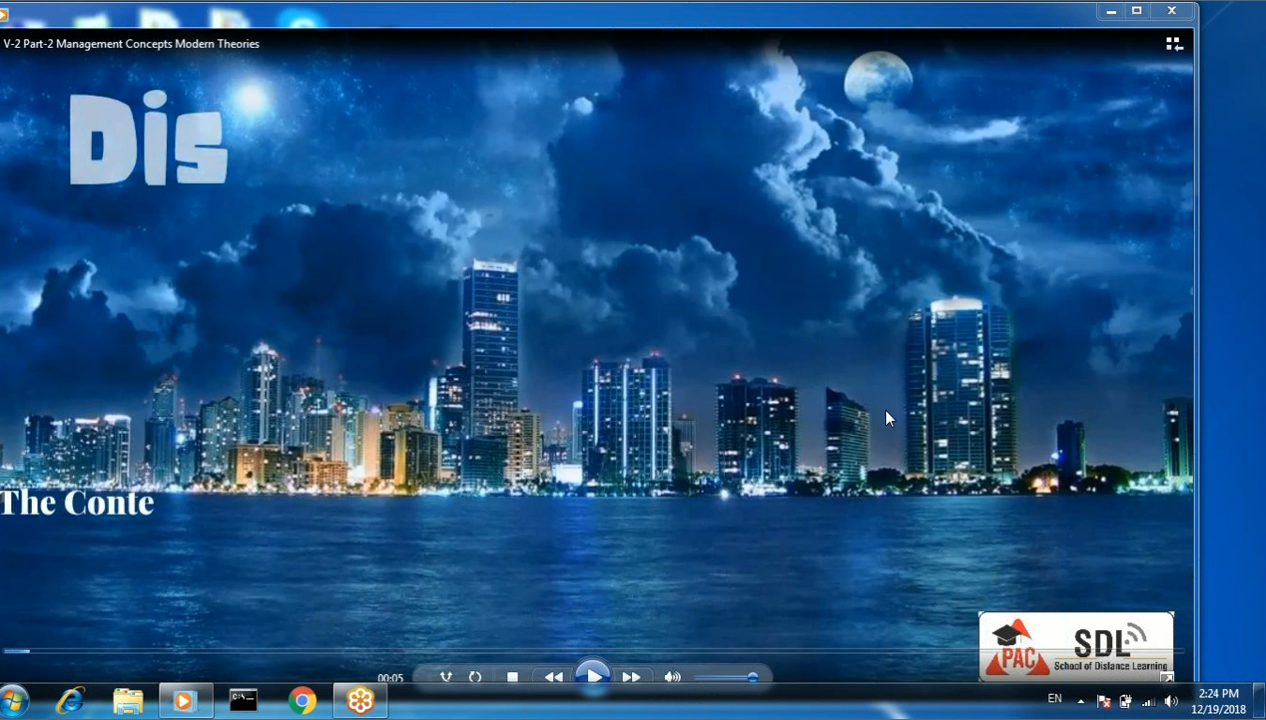 V-2 Part-2 Management Concepts Modern Theories
Dis
The Conte
PAC
SDL
School of Distance Learning
00:05
EN
2:24 PM
12/19/2018